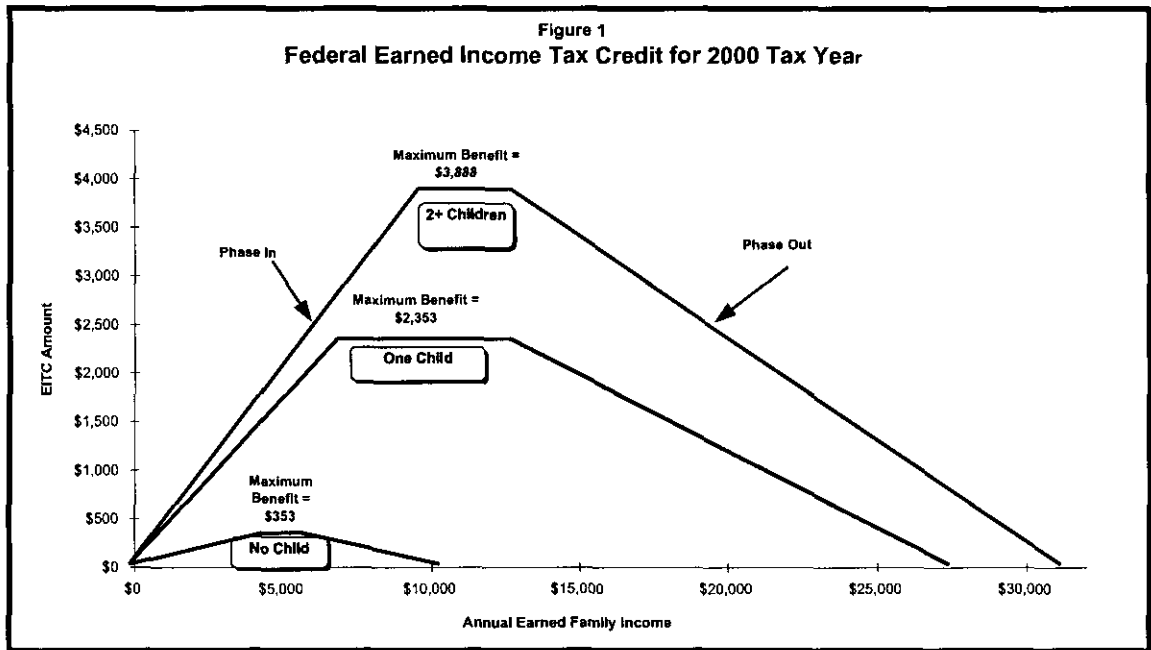 Figure 1
Federal Earned Income Tax Credit for 2000 Tax Year
$4,500
$4,000
$3,500
$3,000
$2,500
$2,000
$1,500
$1,000
$500
$0
EITC Amount
Maximum Benefit =
$3,888
2+ Children
Phase In
Phase Out
Maximum Benefit =
$2,353
One Child
Maximum
Benefit =
$353
No Child
$0
$5,000
$10,000
$15,000
$20,000
$25,000
$30,000
Annual Earned Family Income